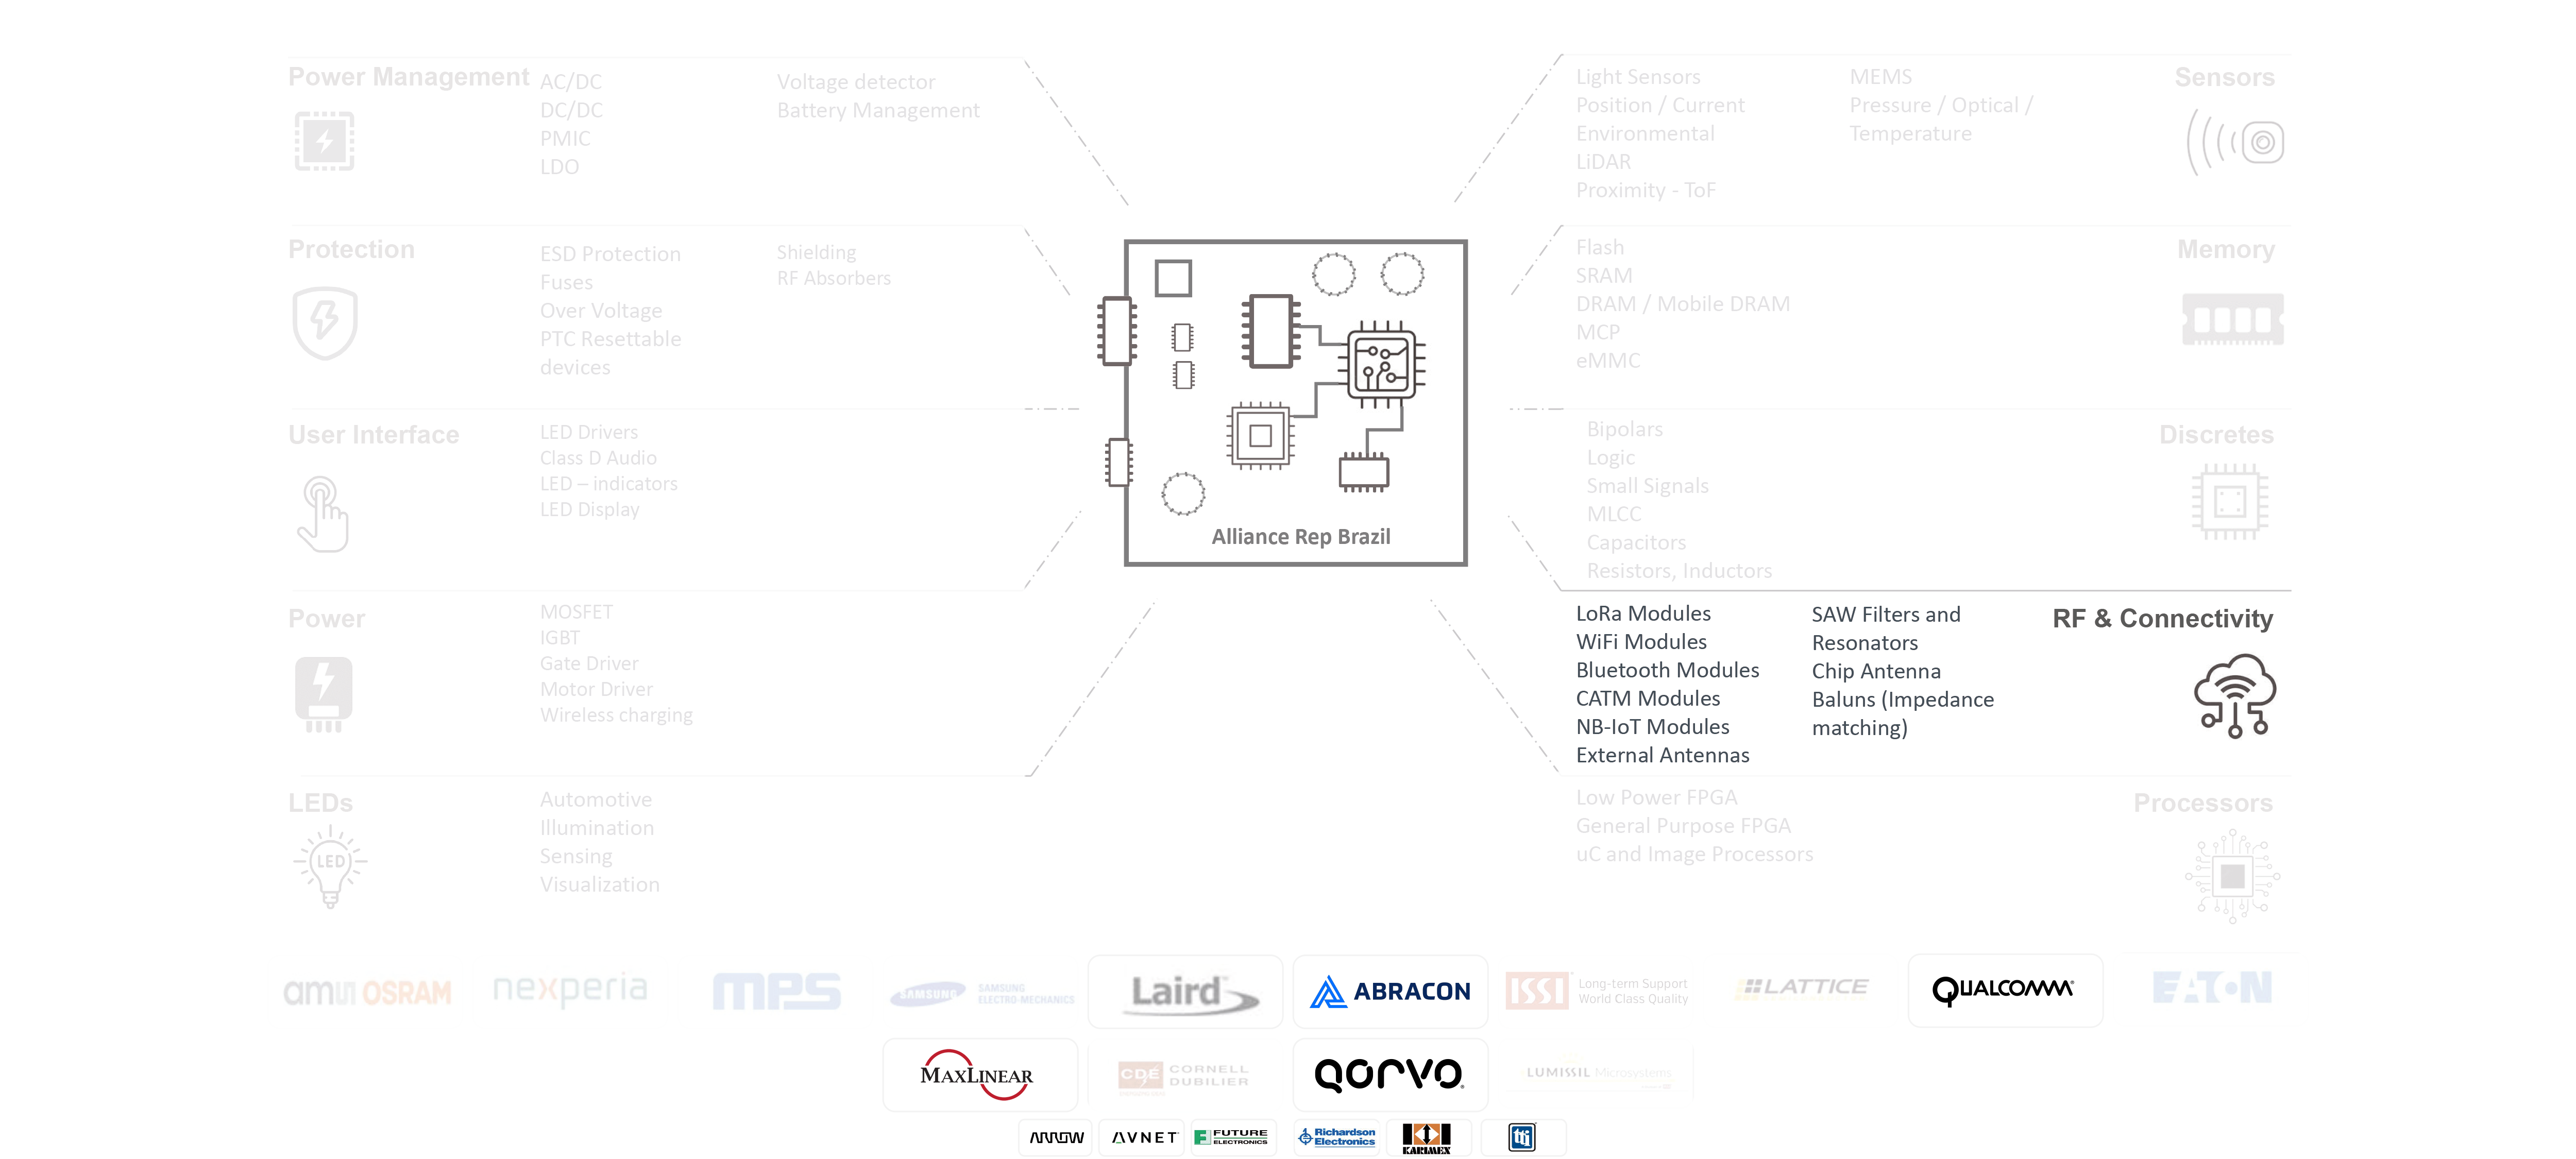 Power Management
AC/DC
DC/DC
PMIC
LDO
Voltage detector
Battery Management
Protection
ESD Protection
Fuses
Over Voltage
PTC Resettable
devices
Shielding
RF Absorbers
User Interface
LED Drivers
Class D Audio
LED – indicators
LED Display
Power
MOSFET
IGBT
Gate Driver
Motor Driver
Wireless charging
LEDs
LED
Automotive
Illumination
Sensing
Visualization
Alliance Rep Brazil
Light Sensors
Position / Current
Environmental
LiDAR
Proximity - ToF
MEMS
Pressure / Optical /
Temperature
Sensors
Flash
SRAM
DRAM / Mobile DRAM
MCP
eMMC
Memory
Bipolars
Logic
Small Signals
MLCC
Capacitors
Resistors, Inductors
Discretes
LoRa Modules
WiFi Modules
Bluetooth Modules
CATM Modules
NB-IoT Modules
External Antennas
SAW Filters and
Resonators
Chip Antenna
Baluns (Impedance
matching)
RF & Connectivity
Low Power FPGA
General Purpose FPGA
uC and Image Processors
Processors
amu OSRAM
nexperia
mPS
SAMSUNG
SAMSUNG
ELECTRO-MECHANICS
Laird™
ABRACON
ISSI
Long-term Support
World Class Quality
LATTICE
QUALCOMM
EATON
MAXLINEAR
CDE
CORNELL
DUBILIER
QORVO
LUMISSIL Microsystems
ARROW
AVNET
FUTURE
ELECTRONICS
Richardson
Electronics
KARIMEX
tti